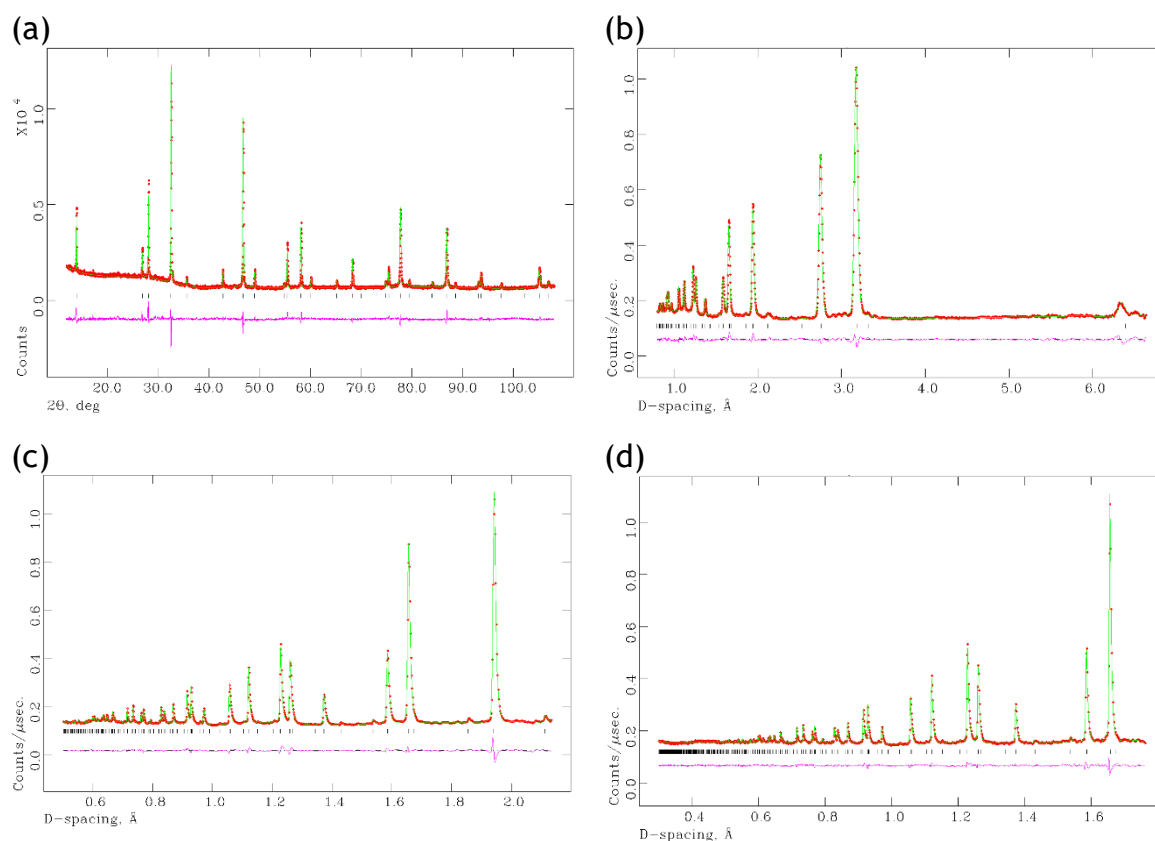 (a)
X10 4
1.0
0.5
0.0
Counts
20.0 30.0 40.0 50.0 60.0 70.0 80.0 90.0 100.0
2Θ, deg
(b)
1.0
0.8
0.6
0.4
0.2
0.0
Counts/μsec.
1.0 2.0 3.0 4.0 5.0 6.0
D-spacing, Å
(c)
1.0
0.8
0.6
0.4
0.2
0.0
Counts/μsec.
0.6 0.8 1.0 1.2 1.4 1.6 1.8 2.0
D-spacing, Å
(d)
1.0
0.8
0.6
0.4
0.2
0.0
Counts/μsec.
0.4 0.6 0.8 1.0 1.2 1.4 1.6
D-spacing, Å